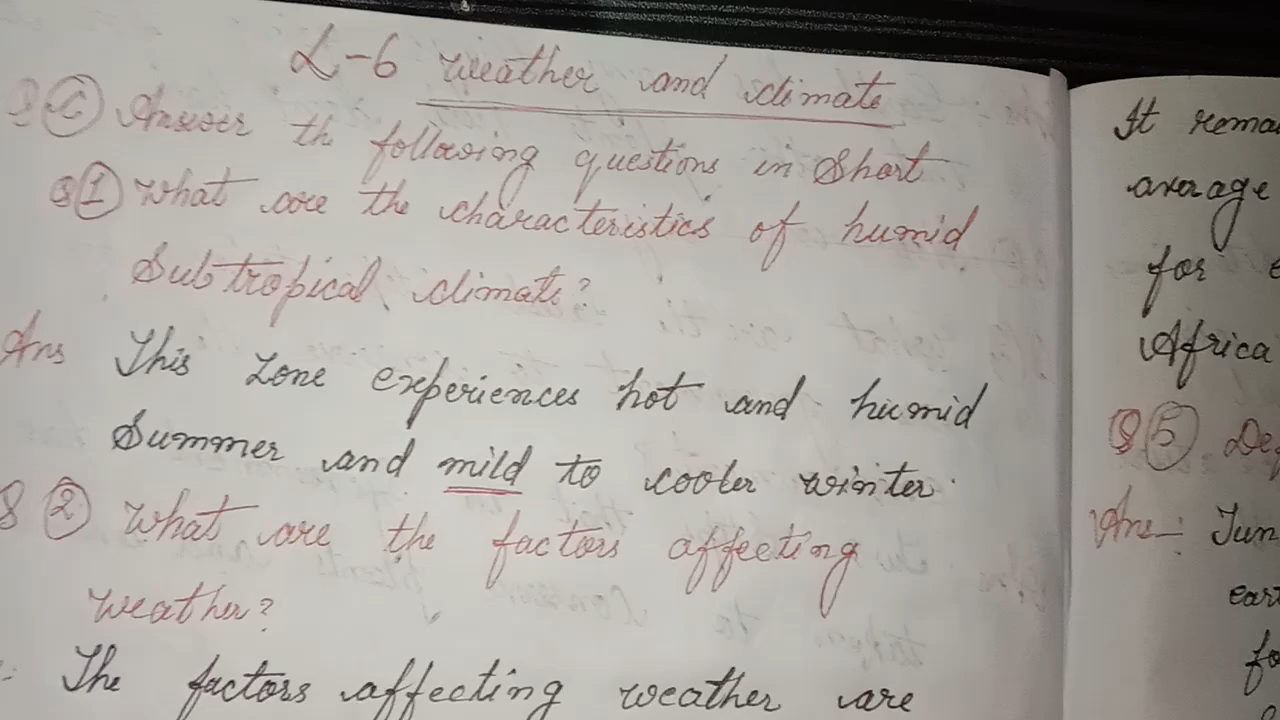 L-6 weather and climate
Q C Answer th following questions in Short
Q 1 What are the characteristics of humid
Subtropical climate?
Ans This zone experiences hot and humid
Summer and mild to cooler winter.
Q 2 What are the factors affecting
weather?
The factors affecting weather are
It rema
average
for
Africa
Q 5 De
Ans:- Jun
ear
fo